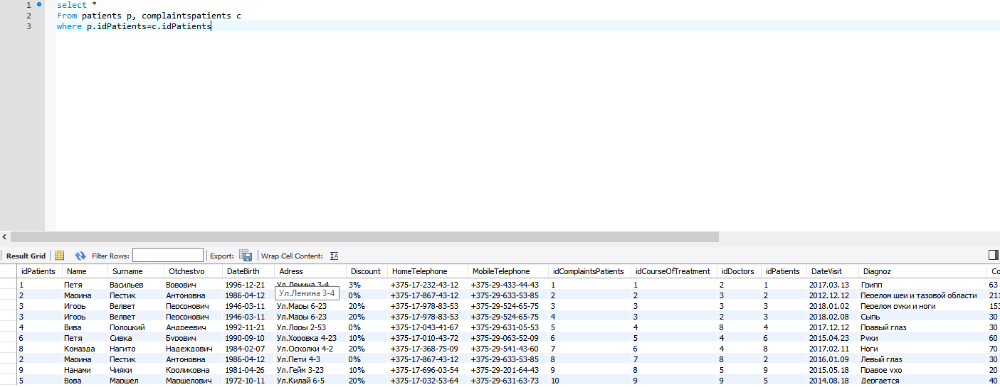 1 select *
2 From patients p, complaintspatients c
3 where p.idPatients=c.idPatients
Result Grid Filter Rows: Export: Wrap Cell Content:
idPatients Name Surname Otchestvo DateBirth Adress Discount HomeTelephone MobileTelephone idComplaintsPatients idCourseOfTreatment idDoctors idPatients DateVisit Diagnoz Co
1 Петя Васильев Вовович 1996-12-21 Ул.Ленина 3-4 3% +375-17-232-43-12 +375-29-433-44-43 1 1 2 1 2017.03.13 Грипп 63
Ул.Ленина 3-4
2 Марина Пестик Антоновна 1986-04-12 0% +375-17-867-43-12 +375-29-633-53-85 2 2 3 2 2012.12.12 Перелом шеи и тазовой области 211
3 Игорь Велвет Персонович 1946-03-11 Ул.Мары 6-23 20% +375-17-978-83-53 +375-29-524-65-75 3 3 3 3 2018.01.02 Перелом руки и ноги 153
3 Игорь Велвет Персонович 1946-03-11 Ул.Мары 6-23 20% +375-17-978-83-53 +375-29-524-65-75 4 3 2 3 2018.02.08 Сыпь 30
4 Вива Полоцкий Андреевич 1992-11-21 Ул.Лоры 2-53 0% +375-17-043-41-67 +375-29-631-05-53 5 4 8 4 2017.12.12 Правый глаз 30
6 Петя Сивка Бурович 1990-09-10 Ул.Хоровка 4-23 10% +375-17-010-43-72 +375-29-063-52-09 6 5 4 6 2015.04.23 Руки 60
8 Комаэда Нагито Надеждович 1984-02-07 Ул.Осколки 4-2 20% +375-17-368-75-09 +375-29-541-43-60 7 6 4 8 2017.02.11 Ноги 70
2 Марина Пестик Антоновна 1986-04-12 Ул.Пети 4-3 0% +375-17-867-43-12 +375-29-633-53-85 8 7 8 2 2016.01.09 Левый глаз 30
9 Нанами Чияки Кроликовна 1981-04-26 Ул.Гейм 3-23 10% +375-17-696-03-54 +375-29-201-64-43 9 8 5 9 2015.05.18 Правое ухо 20
5 Вова Маршел Маршелович 1972-10-11 Ул.Килай 6-5 20% +375-17-032-53-64 +375-29-631-63-73 10 9 9 5 2014.08.18 Дергается 40